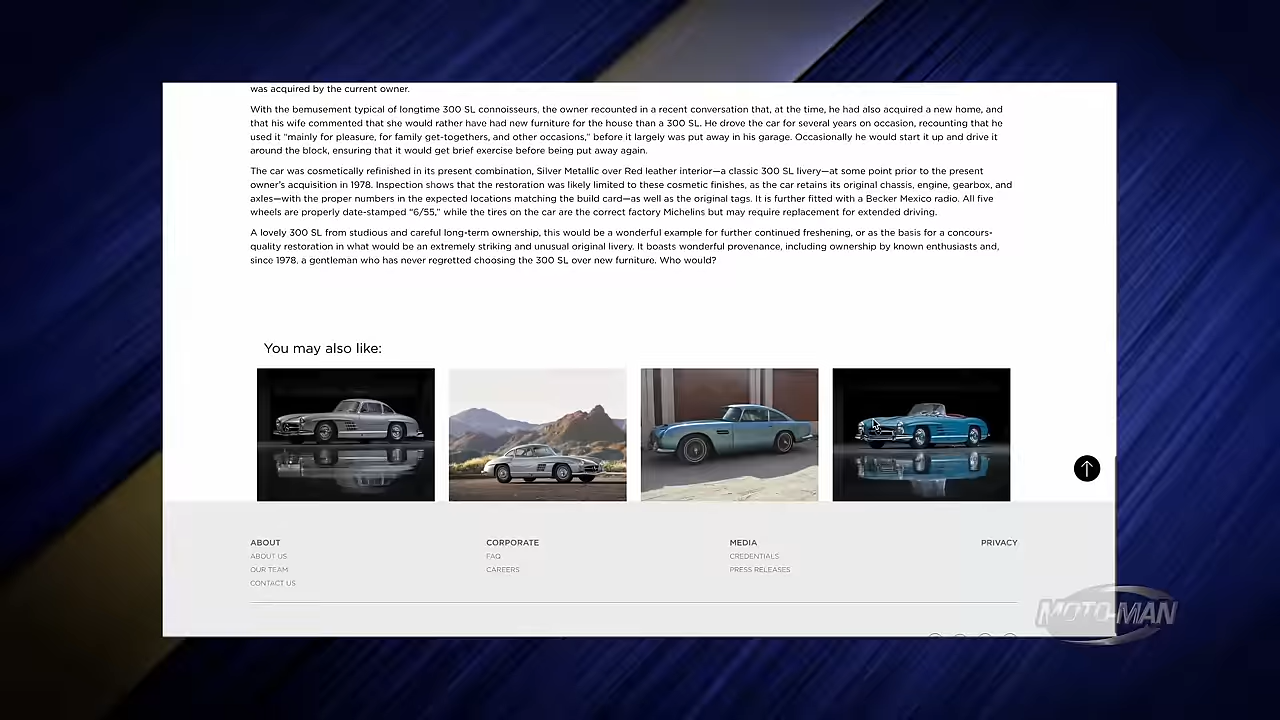 was acquired by the current owner.
With the bemusement typical of longtime 300 SL connoisseurs, the owner recounted in a recent conversation that, at the time, he had also acquired a new home, and
that his wife commented that she would rather have had new furniture for the house than a 300 SL. He drove the car for several years on occasion, recounting that he
used it “mainly for pleasure, for family get-togethers, and other occasions,” before it largely was put away in his garage. Occasionally he would start it up and drive it
around the block, ensuring that it would get brief exercise before being put away again.
The car was cosmetically refinished in its present combination, Silver Metallic over Red leather interior—a classic 300 SL livery—at some point prior to the present
owner’s acquisition in 1978. Inspection shows that the restoration was likely limited to these cosmetic finishes, as the car retains its original chassis, engine, gearbox, and
axles—with the proper numbers in the expected locations matching the build card—as well as the original tags. It is further fitted with a Becker Mexico radio. All five
wheels are properly date-stamped “6/55,” while the tires on the car are the correct factory Michelins but may require replacement for extended driving.
A lovely 300 SL from studious and careful long-term ownership, this would be a wonderful example for further continued freshening, or as the basis for a concours-
quality restoration in what would be an extremely striking and unusual original livery. It boasts wonderful provenance, including ownership by known enthusiasts and,
since 1978, a gentleman who has never regretted choosing the 300 SL over new furniture. Who would?
You may also like:
ABOUT
ABOUT US
OUR TEAM
CONTACT US
CORPORATE
FAQ
CAREERS
MEDIA
CREDENTIALS
PRESS RELEASES
PRIVACY
MOTO-MAN